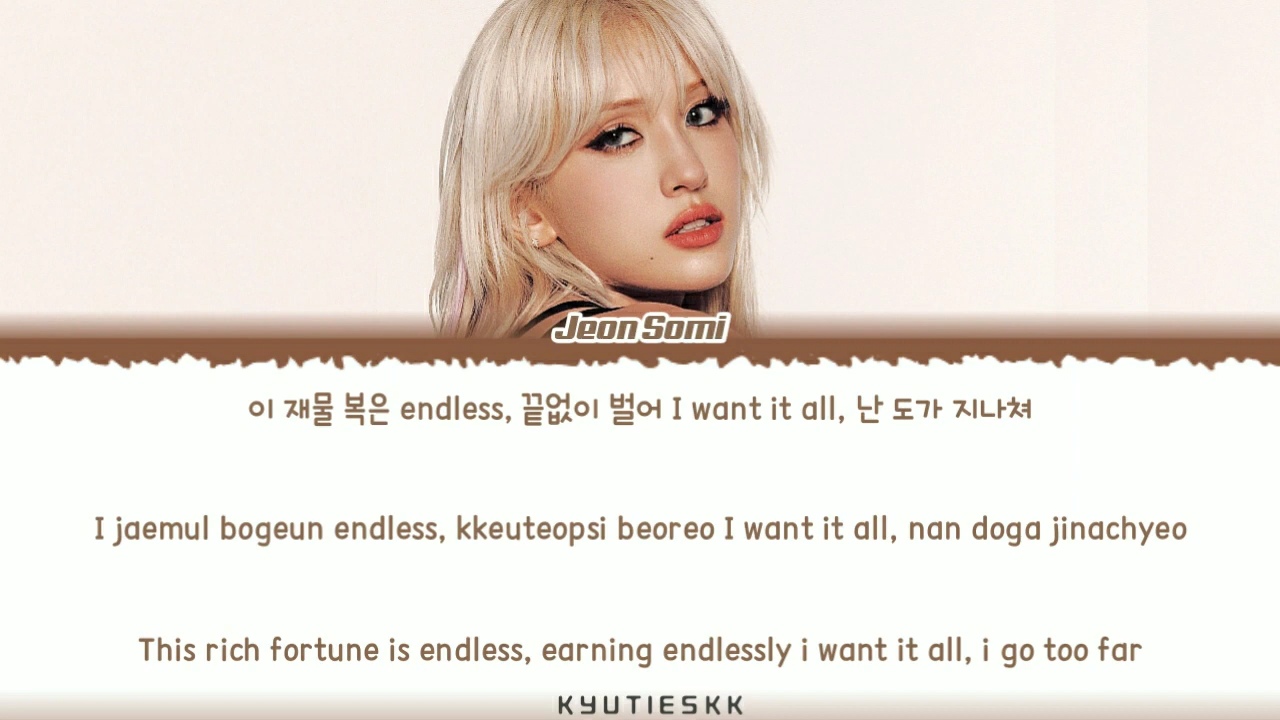 Jeon Somi
이 재물 복은 endless, 끝없이 벌어 I want it all, 난 도가 지나쳐
I jaemul bogeun endless, kkeuteopsi beoreo I want it all, nan doga jinachyeo
This rich fortune is endless, earning endlessly i want it all, i go too far
KYUTIESKK